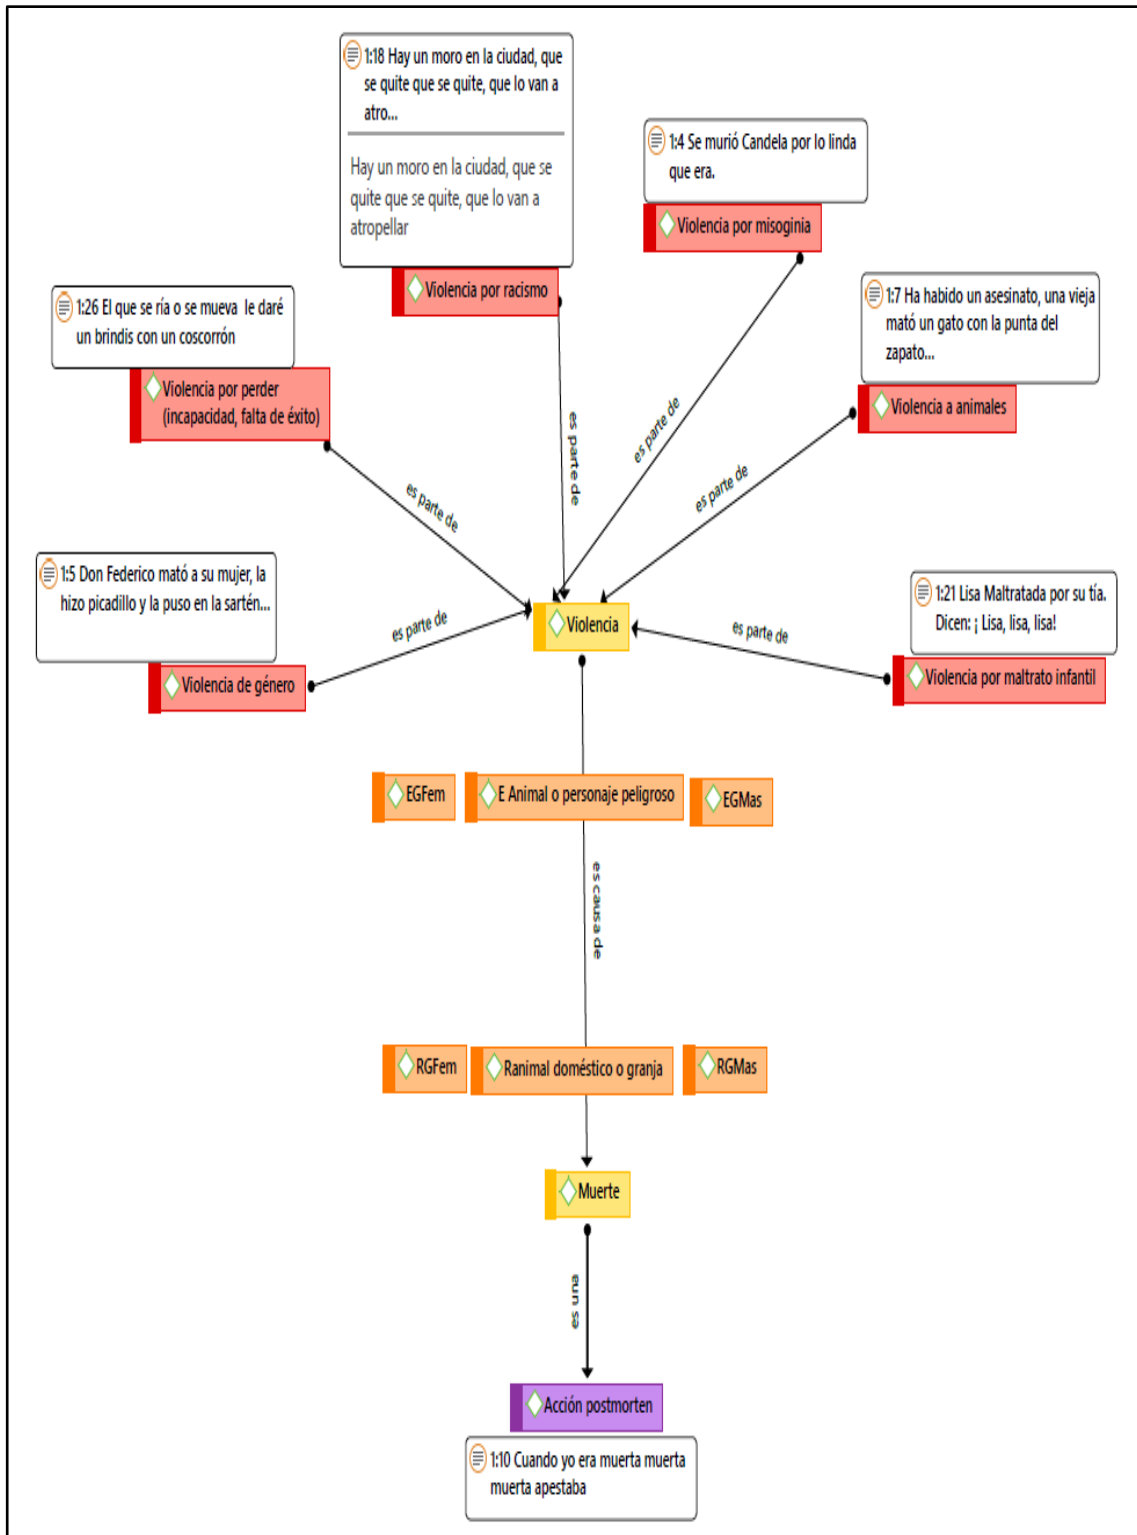 1:18 Hay un moro en la ciudad, que
se quite que se quite, que lo van a
atro...
Hay un moro en la ciudad, que se
quite que se quite, que lo van a
atropellar
Violencia por racismo
1:4 Se murió Candela por lo linda
que era.
Violencia por misoginia
1:26 El que se ría o se mueva le daré
un brindis con un coscorrón
Violencia por perder
(incapacidad, falta de éxito)
1:7 Ha habido un asesinato, una vieja
mató un gato con la punta del
zapato...
Violencia a animales
es parte de
es parte de
es parte de
es parte de
1:5 Don Federico mató a su mujer, la
hizo picadillo y la puso en la sartén...
Violencia de género
es parte de
Violencia
es parte de
1:21 Lisa Maltratada por su tía.
Dicen: ¡ Lisa, lisa, lisa!
Violencia por maltrato infantil
EGFem
E Animal o personaje peligroso
EGMas
es causa de
RGFem
Ranimal doméstico o granja
RGMas
Muerte
es una
Acción postmorten
1:10 Cuando yo era muerta muerta
muerta apestaba